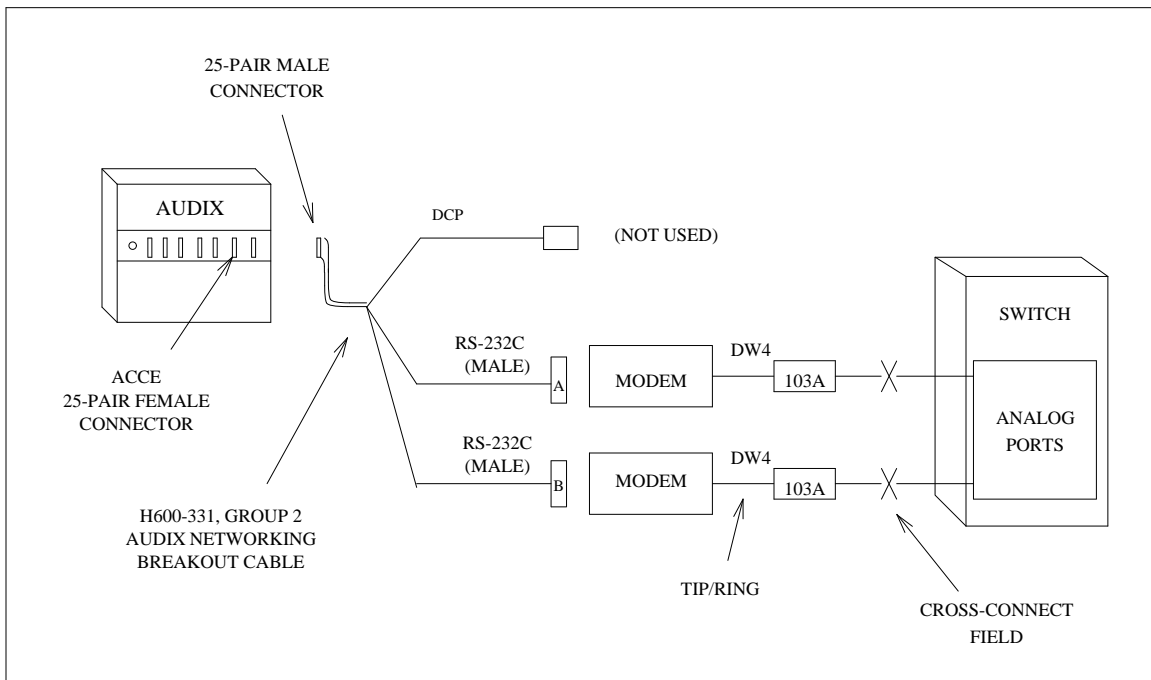 25-PAIR MALE
CONNECTOR
AUDIX
DCP
(NOT USED)
SWITCH
RS-232C
(MALE)
A
MODEM
DW4
103A
ACCE
25-PAIR FEMALE
CONNECTOR
ANALOG
PORTS
RS-232C
(MALE)
B
MODEM
DW4
103A
H600-331, GROUP 2
AUDIX NETWORKING
BREAKOUT CABLE
TIP/RING
CROSS-CONNECT
FIELD